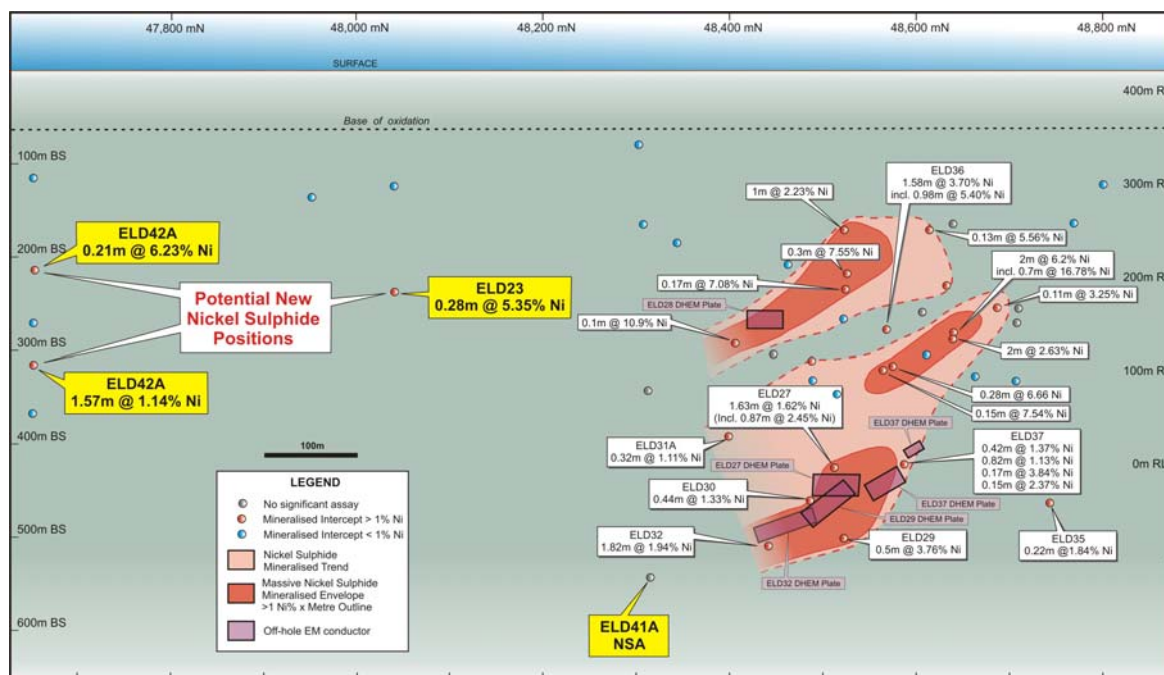 47,800 mN
48,000 mN
48,200 mN
48,400 mN
48,600 mN
48,800 mN
SURFACE
400m R
Base of oxidation
100m BS
300m R
ELD36
1.58m @ 3.70% Ni
incl. 0.98m @ 5.40% Ni
1m @ 2.23% Ni
0.13m @ 5.56% Ni
ELD42A
0.21m @ 6.23% Ni
200m BS
0.3m @ 7.55% Ni
2m @ 6.2% Ni
incl. 0.7m @ 16.78% Ni
200m R
0.17m @ 7.08% Ni
Potential New
Nickel Sulphide
Positions
ELD23
0.28m @ 5.35% Ni
0.11m @ 3.25% Ni
ELD28 DHEM Plate
0.1m @ 10.9% Ni
300m BS
2m @ 2.63% Ni
100m R
ELD42A
1.57m @ 1.14% Ni
ELD27
1.63m @ 1.62% Ni
(Incl. 0.87m @ 2.45% Ni)
0.28m @ 6.66 Ni
0.15m @ 7.54% Ni
400m BS
ELD37 DHEM Plate
ELD37
0.42m @ 1.37% Ni
0.82m @ 1.13% Ni
0.17m @ 3.84% Ni
0.15m @ 2.37% Ni
ELD31A
0.32m @ 1.11% Ni
0m RL
ELD27 DHEM Plate
100m
LEGEND
No significant assay
Mineralised Intercept > 1% Ni
Mineralised Intercept < 1% Ni
Nickel Sulphide
Mineralised Trend
Massive Nickel Sulphide
Mineralised Envelope
>1 Ni% x Metre Outline
Off-hole EM conductor
ELD30
0.44m @ 1.33% Ni
ELD37 DHEM Plate
ELD29 DHEM Plate
500m BS
ELD32
1.82m @ 1.94% Ni
ELD29
0.5m @ 3.76% Ni
ELD35
0.22m @1.84% Ni
ELD32 DHEM Plate
ELD41A
NSA
600m BS